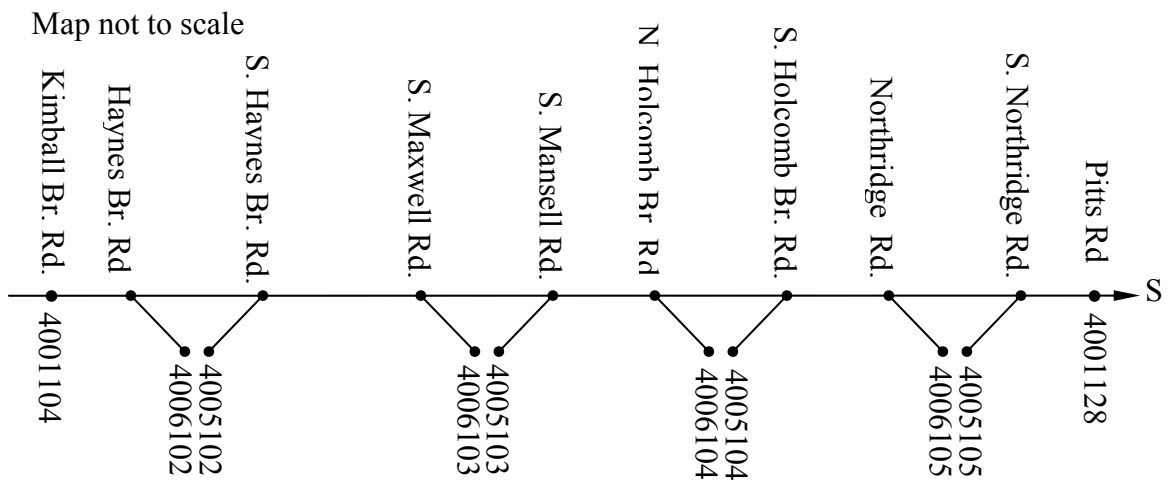 Map not to scale
Kimball Br. Rd.
Haynes Br. Rd
S. Haynes Br. Rd.
S. Maxwell Rd.
S. Mansell Rd.
N Holcomb Br Rd
S. Holcomb Br. Rd.
Northridge Rd.
S. Northridge Rd.
Pitts Rd
S
4001104
4006102
4005102
4006103
4005103
4006104
4005104
4006105
4005105
4001128